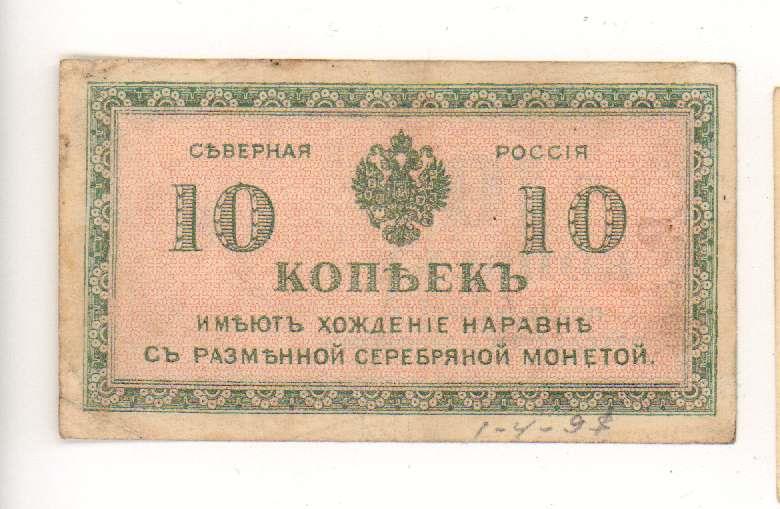 СѢВЕРНАЯ РОССІЯ
10 10
КОПѢЕКЪ
ИМѢЮТЪ ХОЖДЕНІЕ НАРАВНѢ
СЪ РАЗМѢННОЙ СЕРЕБРЯНОЙ МОНЕТОЙ.